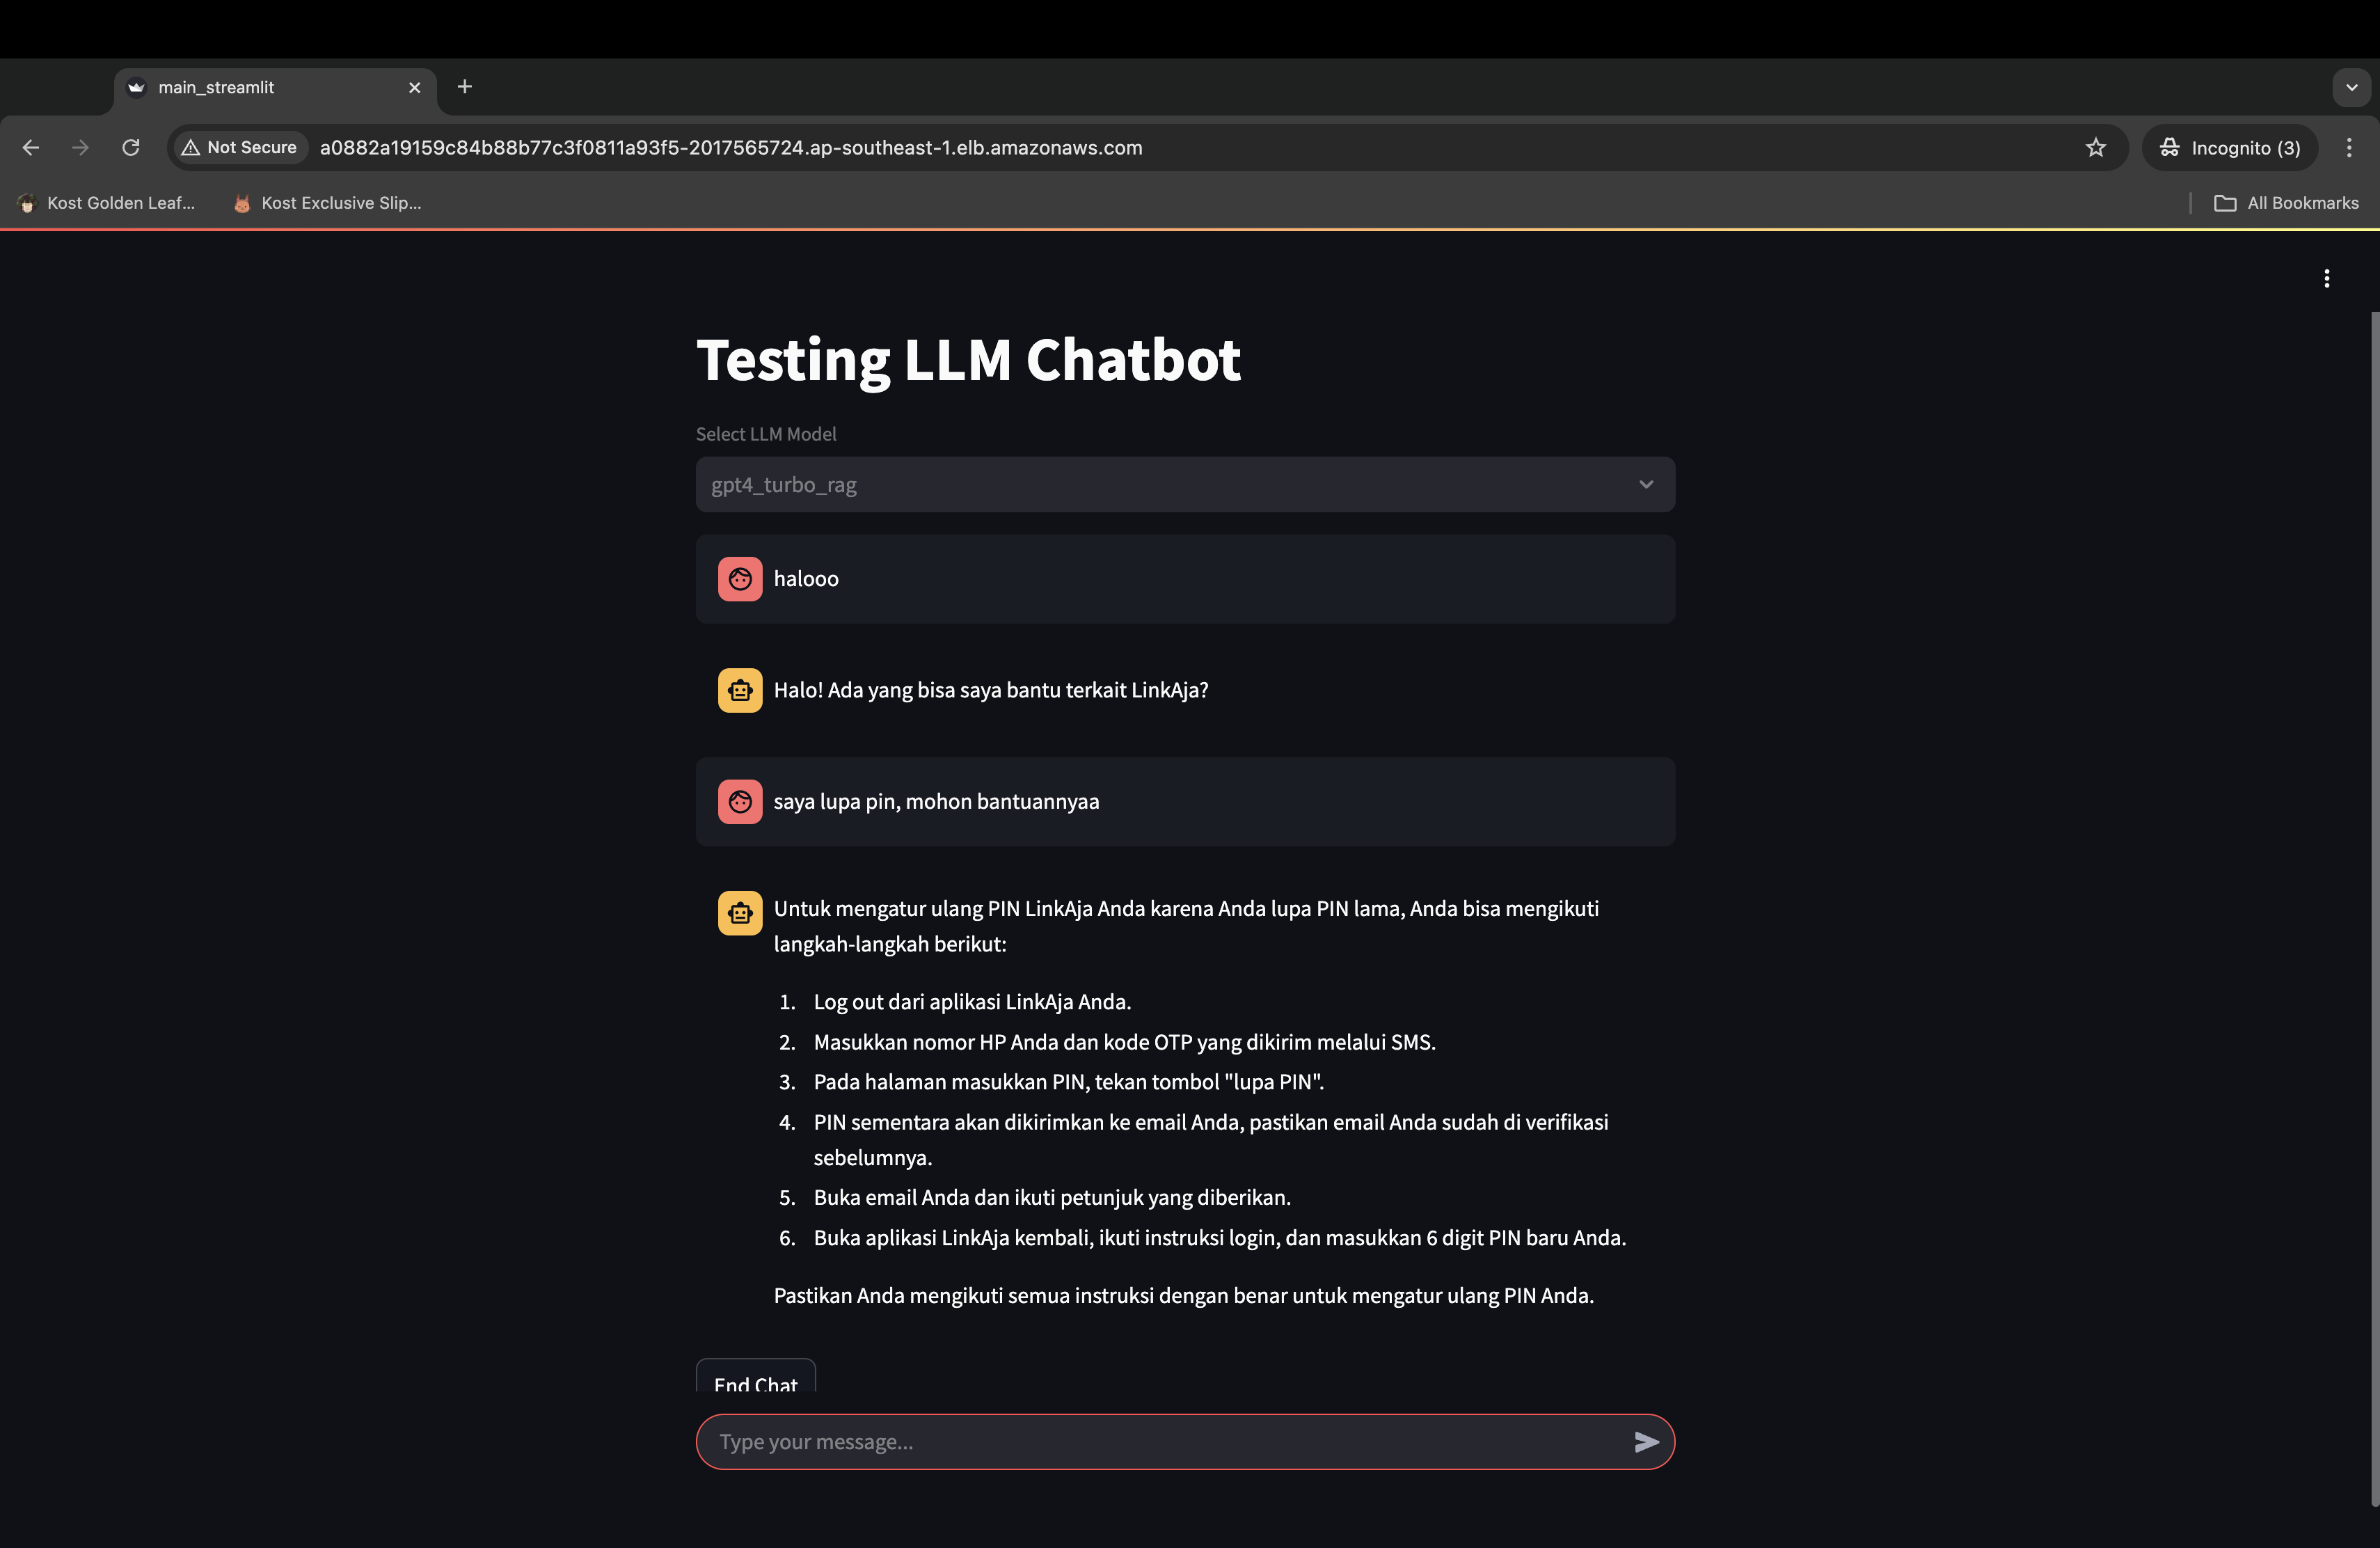 main_streamlit
Not Secure
a0882a19159c84b88b77c3f0811a93f5-2017565724.ap-southeast-1.elb.amazonaws.com
Incognito (3)
Kost Golden Leaf...
Kost Exclusive Slip...
All Bookmarks
Testing LLM Chatbot
Select LLM Model
gpt4_turbo_rag
halooo
Halo! Ada yang bisa saya bantu terkait LinkAja?
saya lupa pin, mohon bantuannyaa
Untuk mengatur ulang PIN LinkAja Anda karena Anda lupa PIN lama, Anda bisa mengikuti
langkah-langkah berikut:
1. Log out dari aplikasi LinkAja Anda.
2. Masukkan nomor HP Anda dan kode OTP yang dikirim melalui SMS.
3. Pada halaman masukkan PIN, tekan tombol "lupa PIN".
4. PIN sementara akan dikirimkan ke email Anda, pastikan email Anda sudah di verifikasi
sebelumnya.
5. Buka email Anda dan ikuti petunjuk yang diberikan.
6. Buka aplikasi LinkAja kembali, ikuti instruksi login, dan masukkan 6 digit PIN baru Anda.
Pastikan Anda mengikuti semua instruksi dengan benar untuk mengatur ulang PIN Anda.
End Chat
Type your message...